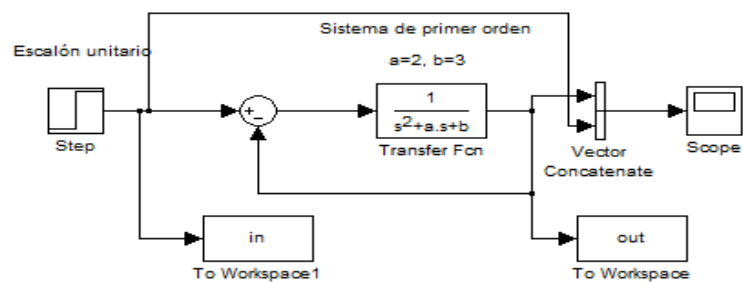 Sistema de primer orden
Escalón unitario
a=2, b=3
+
−
1
s²+a.s+b
Step
Transfer Fcn
Vector
Concatenate
Scope
in
out
To Workspace1
To Workspace